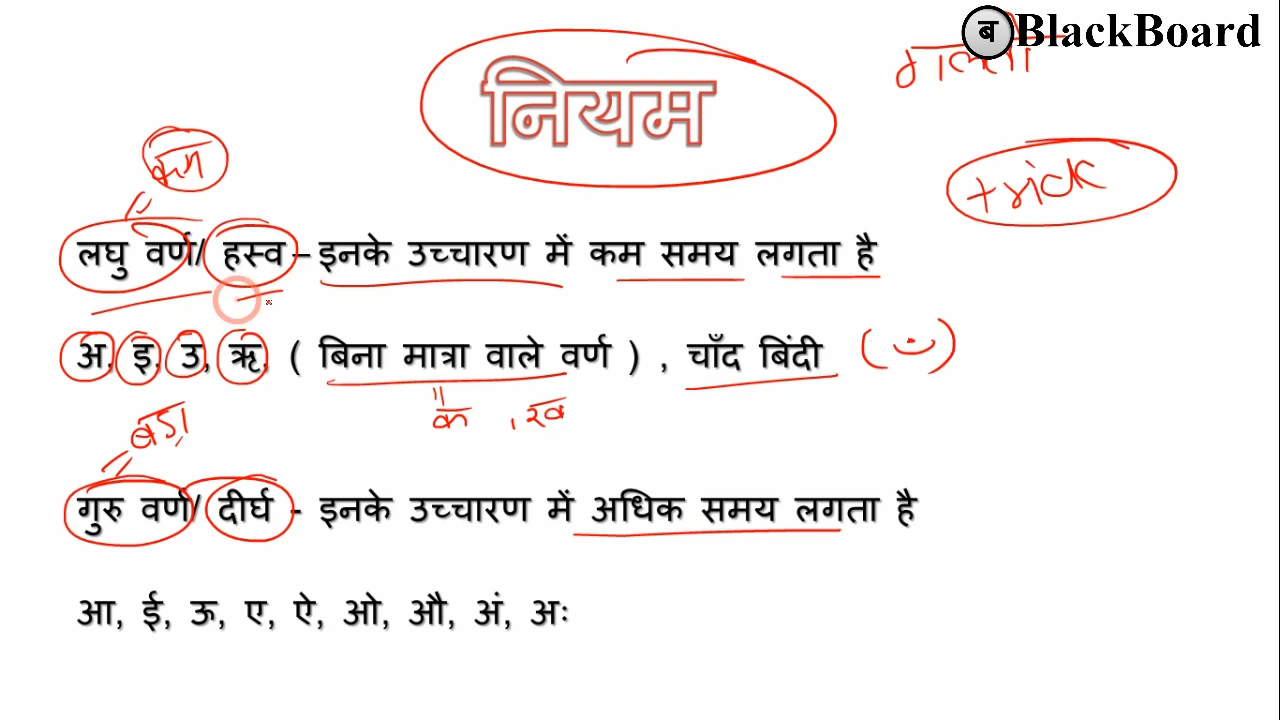 ब BlackBoard
नियम
trick
कम
लघु वर्ण/ हस्व – इनके उच्चारण में कम समय लगता है
अ, इ, उ, ऋ, ( बिना मात्रा वाले वर्ण ) , चाँद बिंदी ( ँ )
क , ख
बड़ा
गुरु वर्ण/ दीर्घ - इनके उच्चारण में अधिक समय लगता है
आ, ई, ऊ, ए, ऐ, ओ, औ, अं, अः